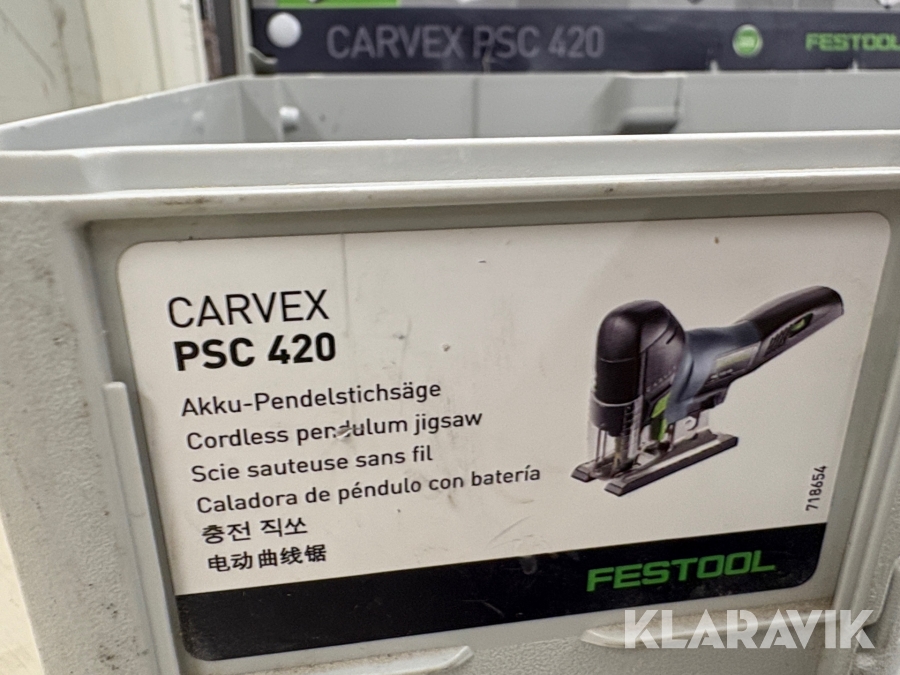 CARVEX PSC 420
FESTOOL
CARVEX
PSC 420
Akku-Pendelstichsäge
Cordless pendulum jigsaw
Scie sauteuse sans fil
Caladora de péndulo con batería
충전 직쏘
电动曲线锯
718654
FESTOOL
KLARAVIK